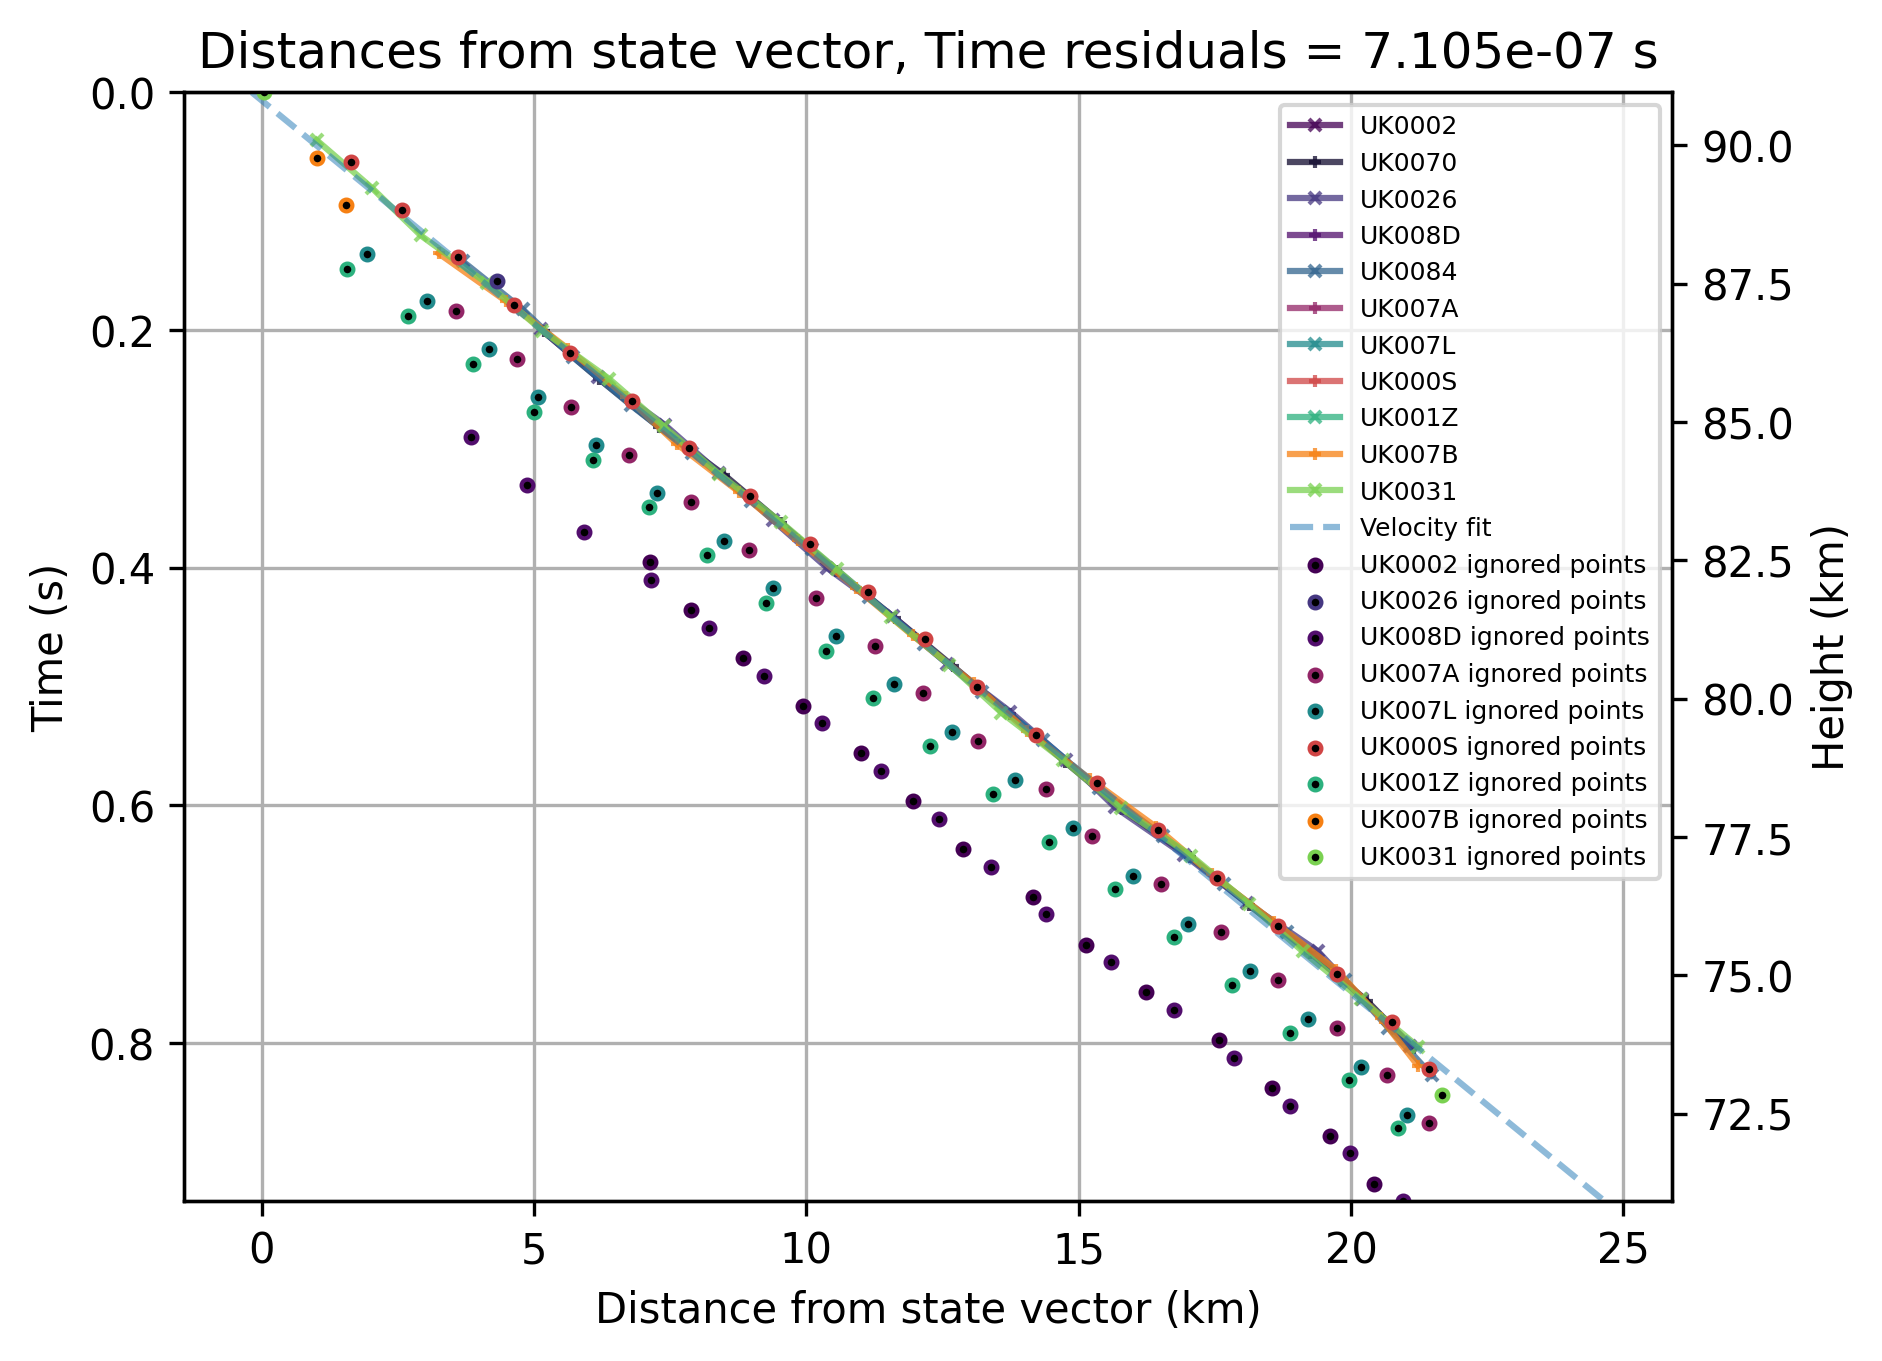 Distances from state vector, Time residuals = 7.105e-07 s
0.0
0.2
0.4
0.6
0.8
Time (s)
0
5
10
15
20
25
Distance from state vector (km)
90.0
87.5
85.0
82.5
80.0
77.5
75.0
72.5
Height (km)
UK0002
UK0070
UK0026
UK008D
UK0084
UK007A
UK007L
UK000S
UK001Z
UK007B
UK0031
Velocity fit
UK0002 ignored points
UK0026 ignored points
UK008D ignored points
UK007A ignored points
UK007L ignored points
UK000S ignored points
UK001Z ignored points
UK007B ignored points
UK0031 ignored points